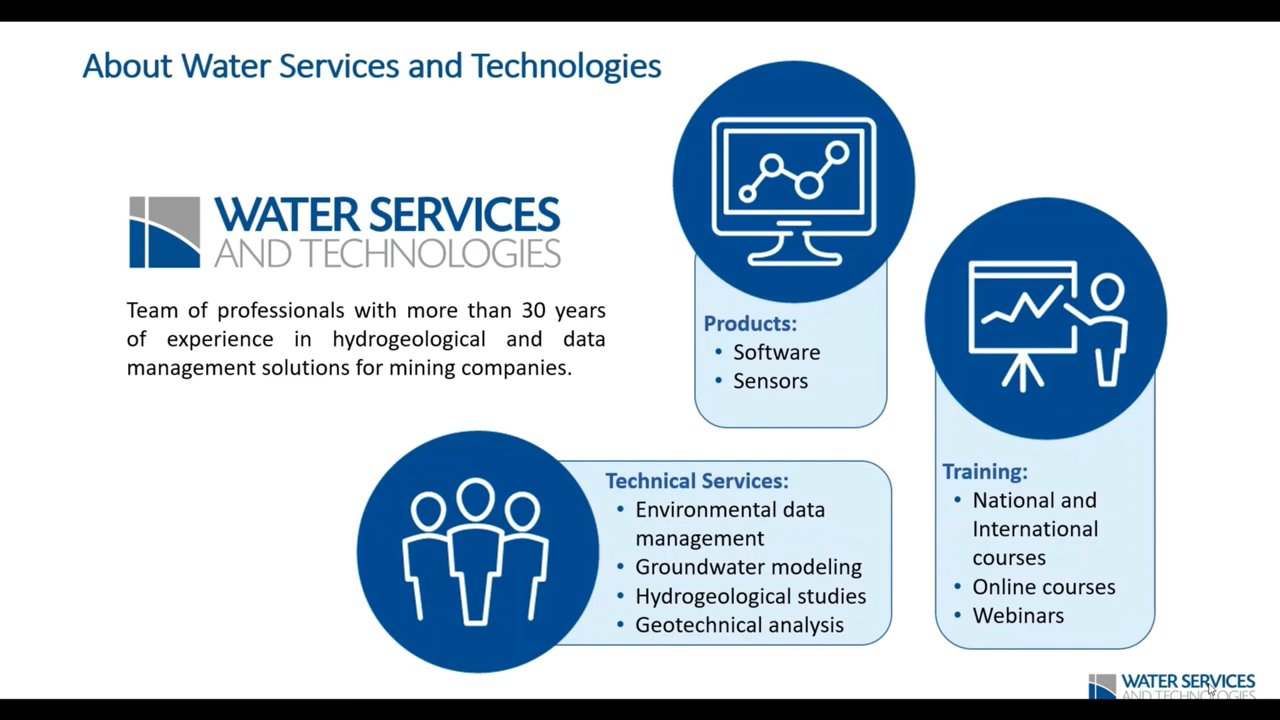 About Water Services and Technologies
WATER SERVICES
AND TECHNOLOGIES
Team of professionals with more than 30 years
of experience in hydrogeological and data
management solutions for mining companies.
Products:
• Software
• Sensors
Technical Services:
• Environmental data
management
• Groundwater modeling
• Hydrogeological studies
• Geotechnical analysis
Training:
• National and
International
courses
• Online courses
• Webinars
WATER SERVICES
AND TECHNOLOGIES